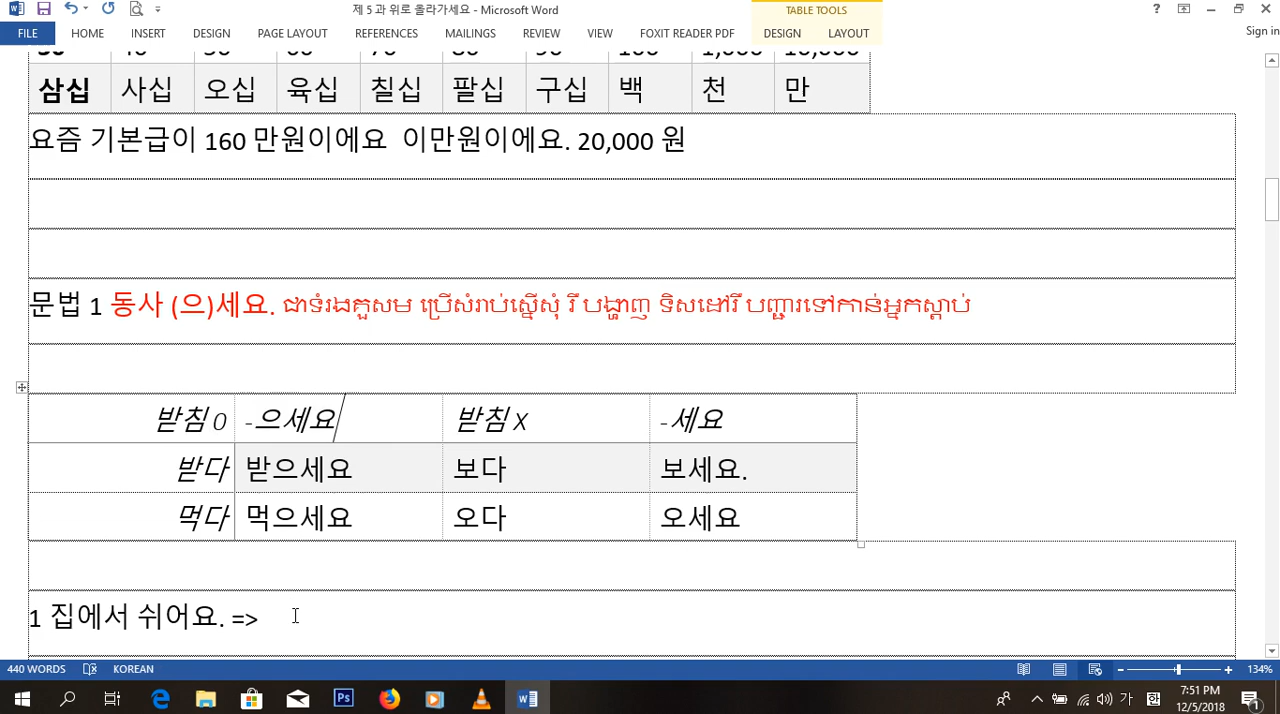 제 5 과 위로 올라가세요 - Microsoft Word
TABLE TOOLS
Sign in
FILE HOME INSERT DESIGN PAGE LAYOUT REFERENCES MAILINGS REVIEW VIEW FOXIT READER PDF DESIGN LAYOUT
삼십 사십 오십 육십 칠십 팔십 구십 백 천 만
요즘 기본급이 160 만원이에요 이만원이에요. 20,000 원
문법 1 동사 (으)세요. ជាទំរងគួសម ប្រើសំរាប់ស្នើសុំ រឺ បង្ហាញ ទិសដៅរឺ បញ្ជារទៅកាន់អ្នកស្តាប់
받침 0 -으세요 받침 X -세요
받다 받으세요 보다 보세요.
먹다 먹으세요 오다 오세요
1 집에서 쉬어요. =>
440 WORDS KOREAN 134%
가 한 7:51 PM
12/5/2018